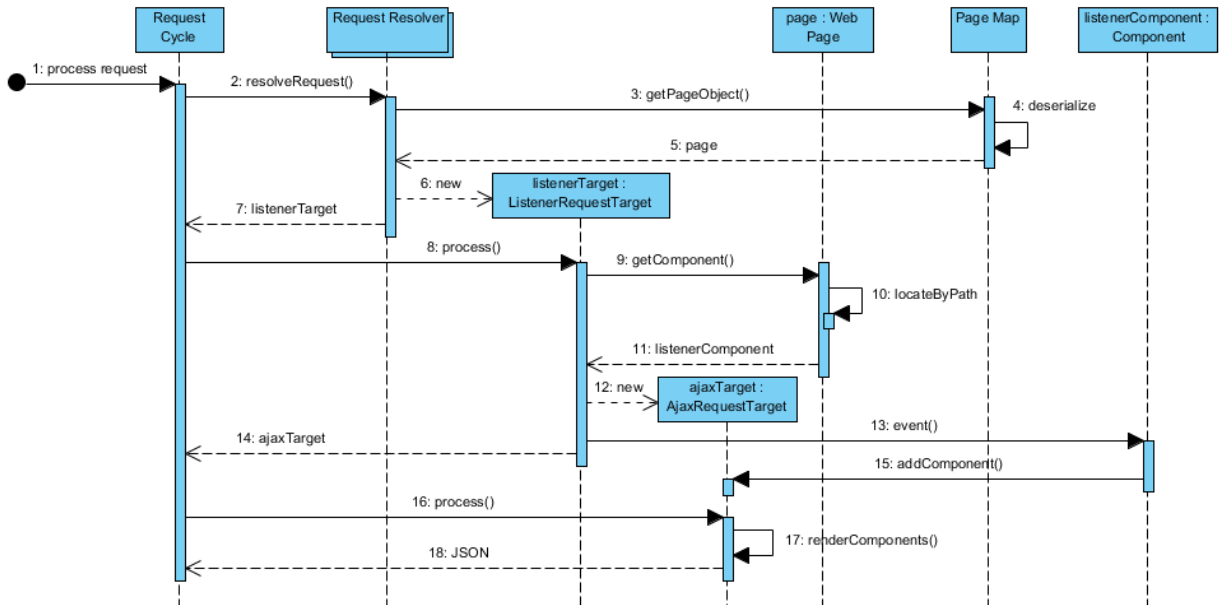 Request
Cycle
Request Resolver
page : Web
Page
Page Map
listenerComponent :
Component
1: process request
2: resolveRequest()
3: getPageObject()
4: deserialize
5: page
6: new
listenerTarget :
ListenerRequestTarget
7: listenerTarget
8: process()
9: getComponent()
10: locateByPath
11: listenerComponent
12: new
ajaxTarget :
AjaxRequestTarget
13: event()
14: ajaxTarget
15: addComponent()
16: process()
17: renderComponents()
18: JSON